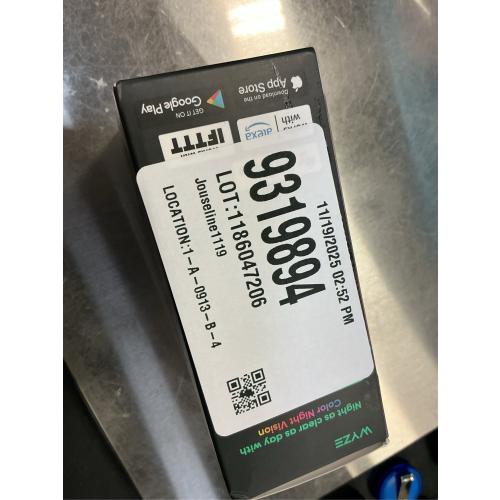 11/19/2025 02:52 PM
9319894
LOT:1186047206
Jouseline1119
LOCATION:1-A-0913-B-4
Download on the
App Store
GET IT ON
Google Play
with
alexa
IFTTT
WYZE
Night as clear as day with
Color Night Vision